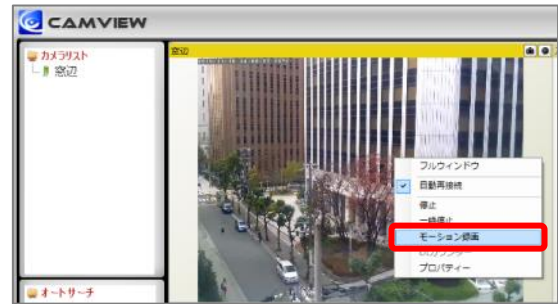 CAMVIEW
カメラリスト
窓辺
窓辺
フルウィンドウ
自動再接続
停止
一時停止
モーション録画
プロパティー
オートサーチ